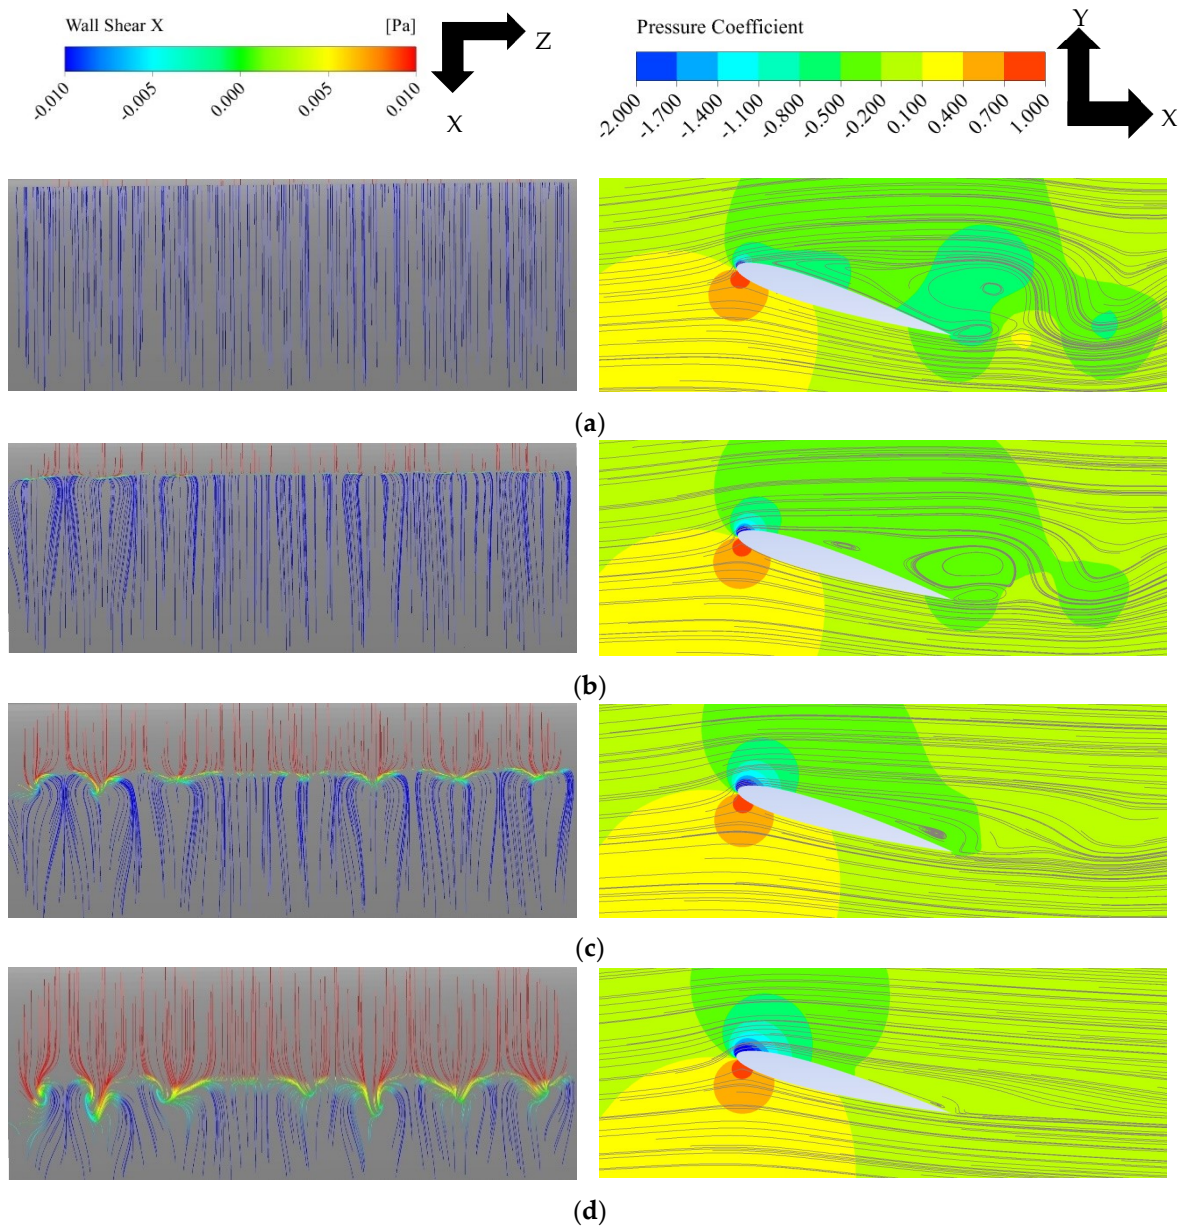 Wall Shear X [Pa]
-0.010 -0.005 0.000 0.005 0.010
Z
X
Pressure Coefficient
-2.000 -1.700 -1.400 -1.100 -0.800 -0.500 -0.200 0.100 0.400 0.700 1.000
Y
X
(a)
(b)
(c)
(d)